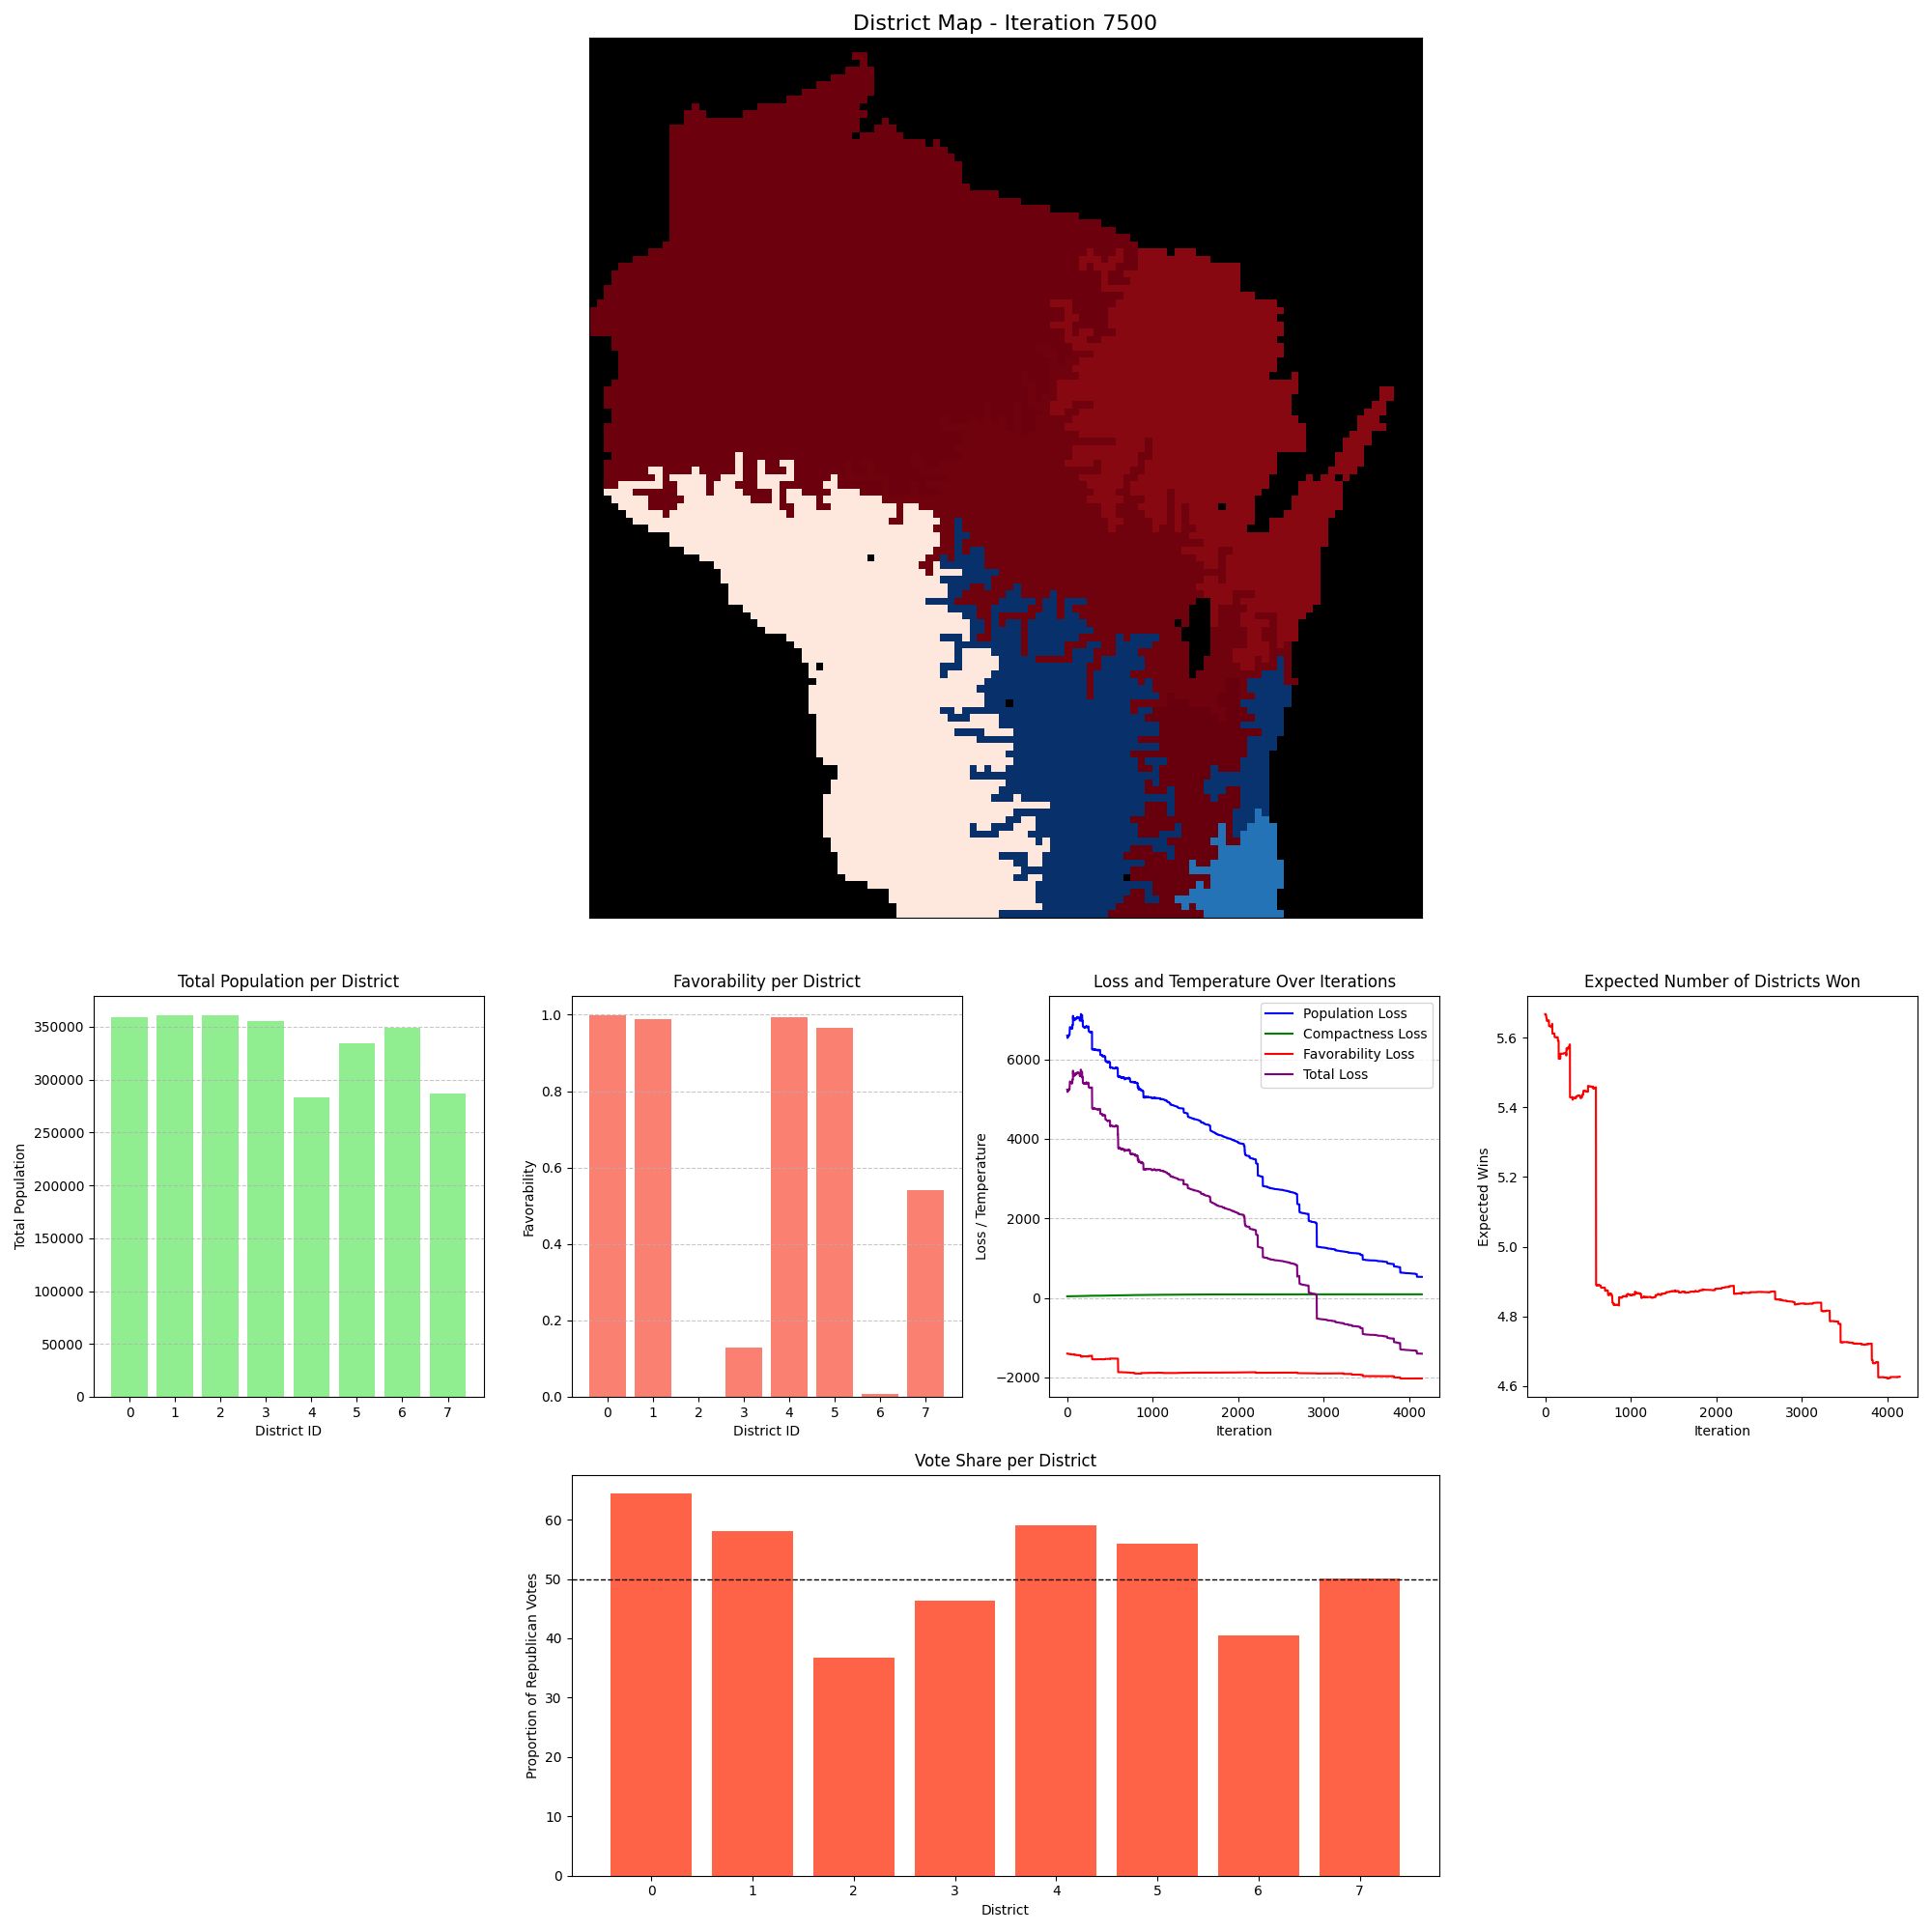 District Map - Iteration 7500
Total Population per District
Total Population
350000
300000
250000
200000
150000
100000
50000
0
0 1 2 3 4 5 6 7
District ID
Favorability per District
Favorability
1.0
0.8
0.6
0.4
0.2
0.0
0 1 2 3 4 5 6 7
District ID
Loss and Temperature Over Iterations
Loss / Temperature
Population Loss
Compactness Loss
Favorability Loss
Total Loss
6000
4000
2000
0
−2000
0 1000 2000 3000 4000
Iteration
Expected Number of Districts Won
Expected Wins
5.6
5.4
5.2
5.0
4.8
4.6
0 1000 2000 3000 4000
Iteration
Vote Share per District
Proportion of Republican Votes
60
50
40
30
20
10
0
0 1 2 3 4 5 6 7
District